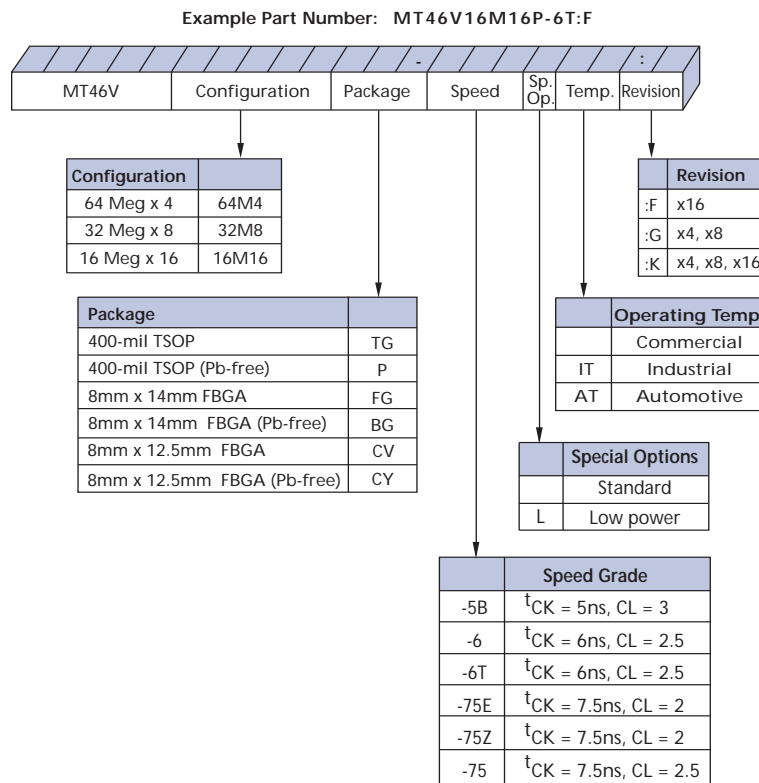 Example Part Number: MT46V16M16P-6T:F
- :
MT46V Configuration Package Speed Sp. Op. Temp. Revision
Configuration
64 Meg x 4 64M4
32 Meg x 8 32M8
16 Meg x 16 16M16
Revision
:F x16
:G x4, x8
:K x4, x8, x16
Package
400-mil TSOP TG
400-mil TSOP (Pb-free) P
8mm x 14mm FBGA FG
8mm x 14mm FBGA (Pb-free) BG
8mm x 12.5mm FBGA CV
8mm x 12.5mm FBGA (Pb-free) CY
Operating Temp
Commercial
IT Industrial
AT Automotive
Special Options
Standard
L Low power
Speed Grade
-5B tCK = 5ns, CL = 3
-6 tCK = 6ns, CL = 2.5
-6T tCK = 6ns, CL = 2.5
-75E tCK = 7.5ns, CL = 2
-75Z tCK = 7.5ns, CL = 2
-75 tCK = 7.5ns, CL = 2.5